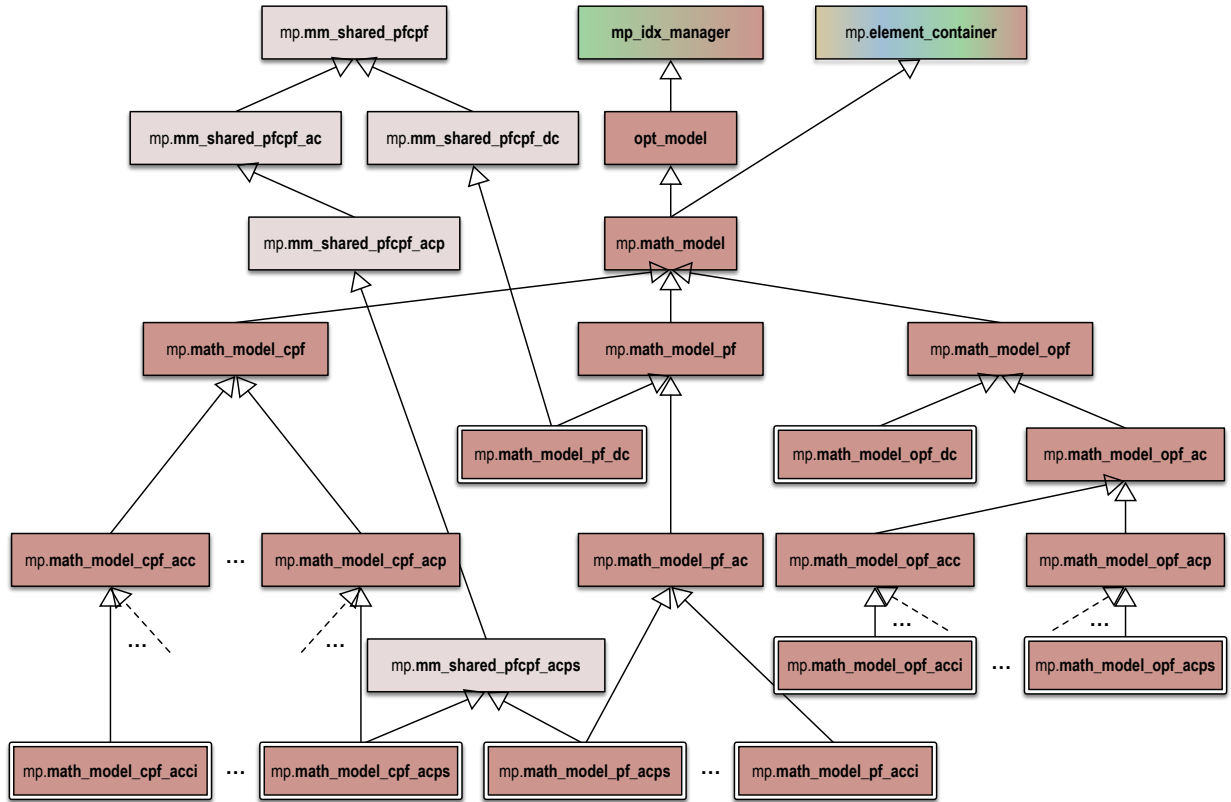 mp.mm_shared_pfcpf
mp_idx_manager
mp.element_container
mp.mm_shared_pfcpf_ac
mp.mm_shared_pfcpf_dc
opt_model
mp.mm_shared_pfcpf_acp
mp.math_model
mp.math_model_cpf
mp.math_model_pf
mp.math_model_opf
mp.math_model_pf_dc
mp.math_model_opf_dc
mp.math_model_opf_ac
mp.math_model_cpf_acc
...
mp.math_model_cpf_acp
mp.math_model_pf_ac
mp.math_model_opf_acc
mp.math_model_opf_acp
...
...
...
...
mp.mm_shared_pfcpf_acps
mp.math_model_opf_acci
...
mp.math_model_opf_acps
mp.math_model_cpf_acci
...
mp.math_model_cpf_acps
mp.math_model_pf_acps
...
mp.math_model_pf_acci